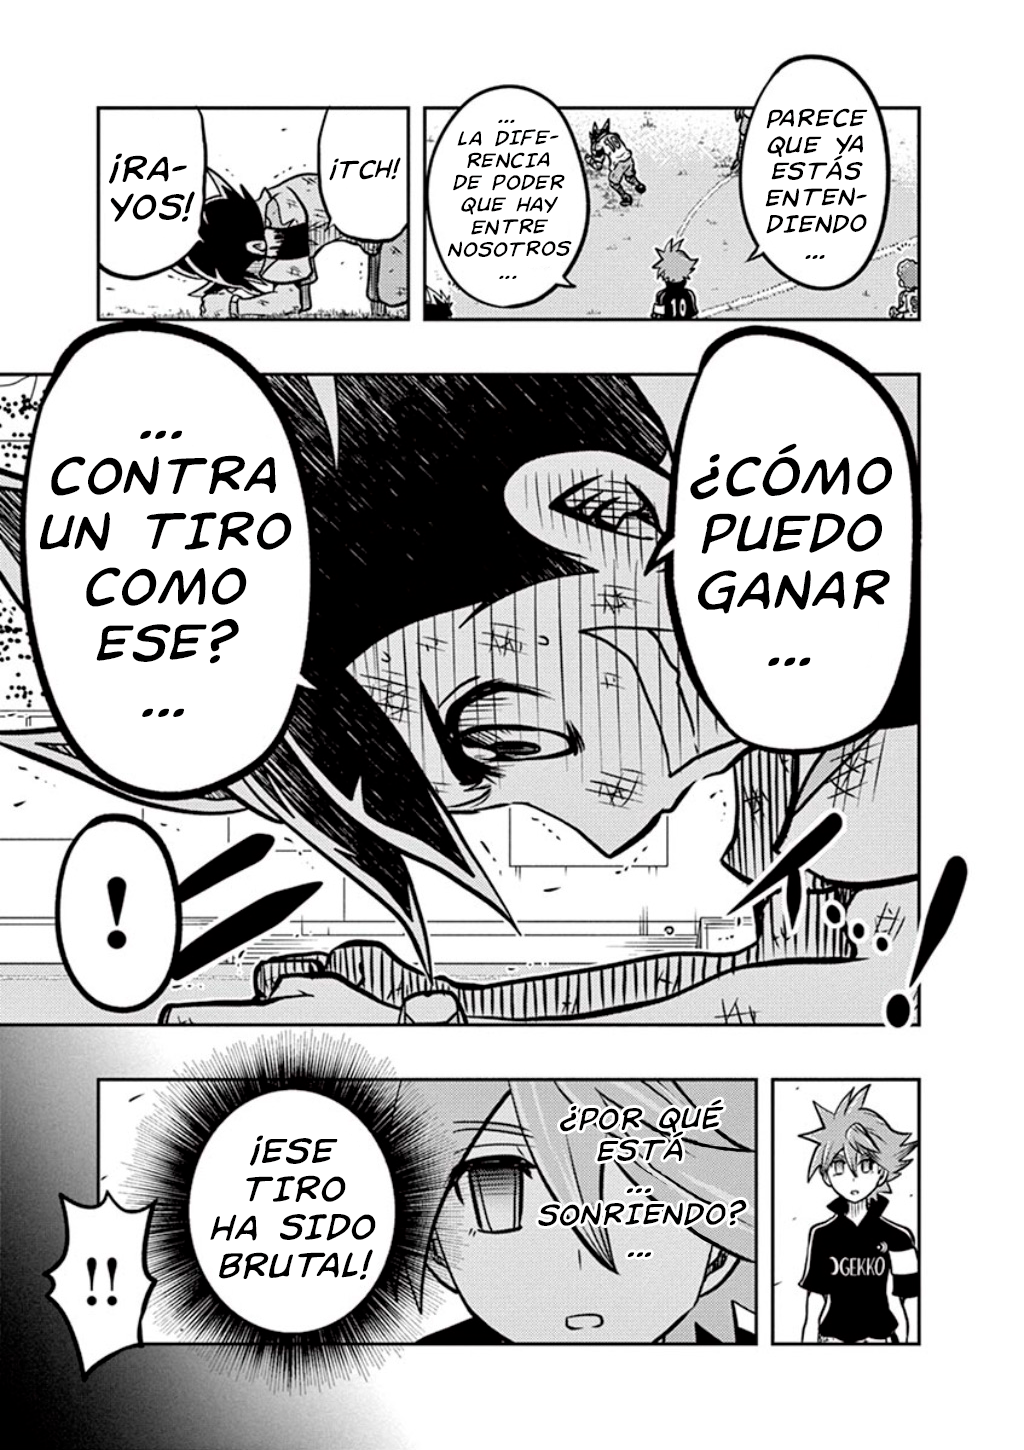 PARECE
QUE YA
ESTÁS
ENTEN-
DIENDO
...
...
LA DIFE-
RENCIA
DE PODER
QUE HAY
ENTRE
NOSOTROS
...
10
¡TCH!
¡RA-
YOS!
¿CÓMO
PUEDO
GANAR
...
...
CONTRA
UN TIRO
COMO
ESE?
...
!
GEKKO
¿POR QUÉ
ESTÁ
...
SONRIENDO?
...
¡ESE
TIRO
HA SIDO
BRUTAL!
!!